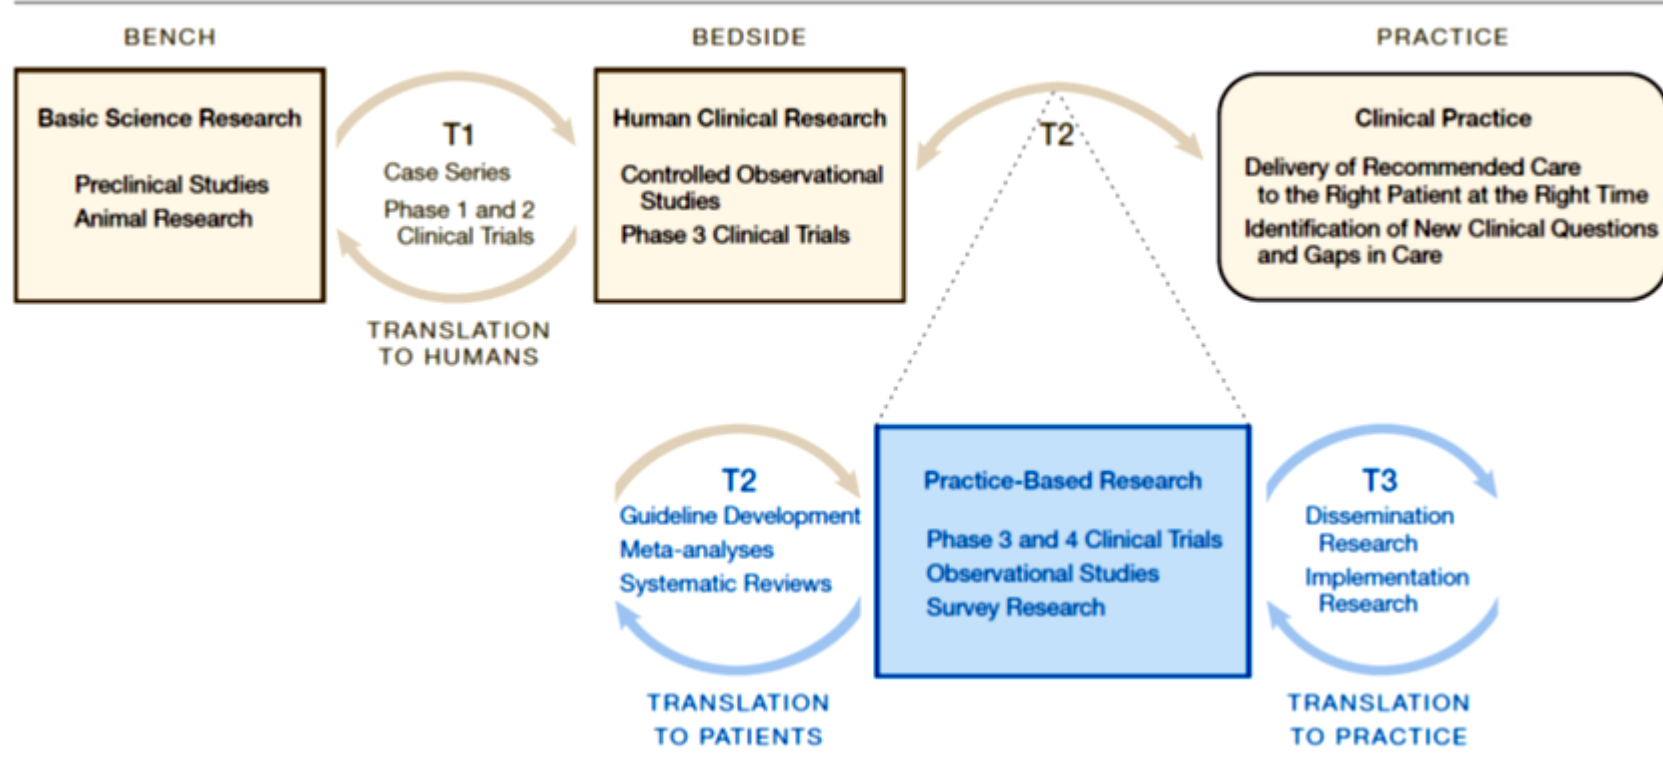 BENCH
BEDSIDE
PRACTICE
Basic Science Research
Preclinical Studies
Animal Research
T1
Case Series
Phase 1 and 2
Clinical Trials
TRANSLATION
TO HUMANS
Human Clinical Research
Controlled Observational
Studies
Phase 3 Clinical Trials
T2
Clinical Practice
Delivery of Recommended Care
to the Right Patient at the Right Time
Identification of New Clinical Questions
and Gaps in Care
T2
Guideline Development
Meta-analyses
Systematic Reviews
TRANSLATION
TO PATIENTS
Practice-Based Research
Phase 3 and 4 Clinical Trials
Observational Studies
Survey Research
T3
Dissemination
Research
Implementation
Research
TRANSLATION
TO PRACTICE